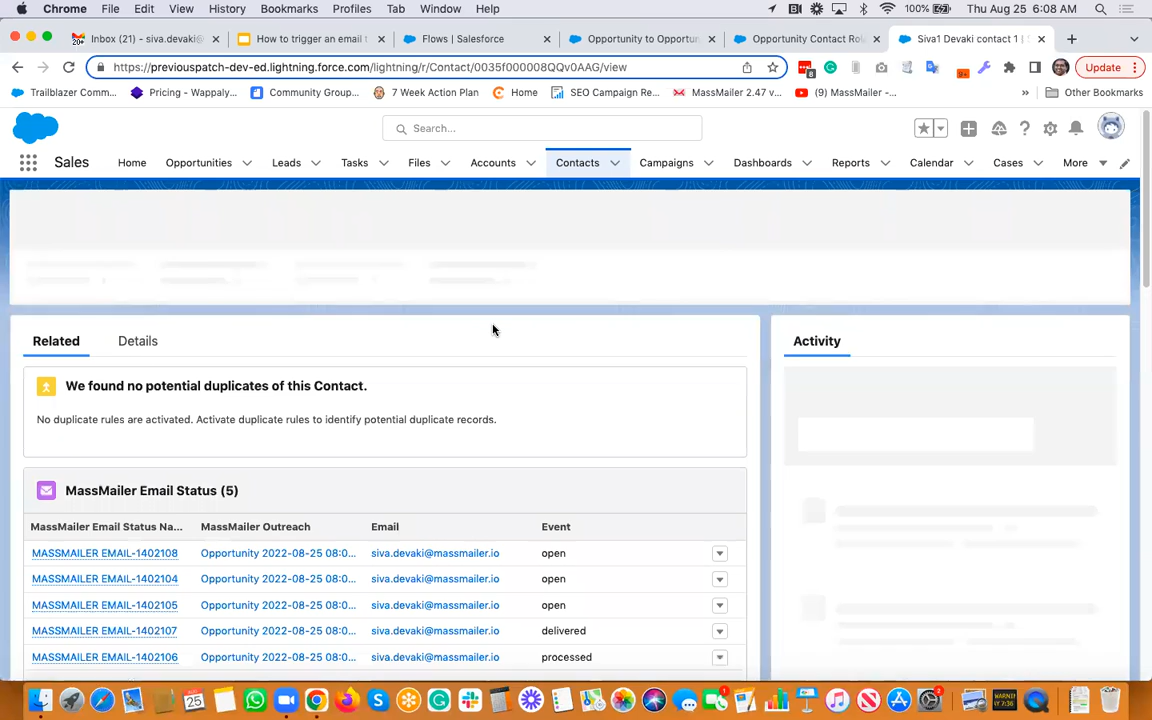 Chrome File Edit View History Bookmarks Profiles Tab Window Help 100% Thu Aug 25 6:08 AM
20+ Inbox (21) - siva.devaki@ How to trigger an email t Flows | Salesforce Opportunity to Opportun Opportunity Contact Rol Siva1 Devaki contact 1 | S
https://previouspatch-dev-ed.lightning.force.com/lightning/r/Contact/0035f000008QQv0AAG/view 8 9+ Update
Trailblazer Comm... Pricing - Wappaly... Community Group... 7 Week Action Plan Home SEO Campaign Re... MassMailer 2.47 v... (9) MassMailer -... » Other Bookmarks
Search...
Sales Home Opportunities Leads Tasks Files Accounts Contacts Campaigns Dashboards Reports Calendar Cases More
Related Details
Activity
We found no potential duplicates of this Contact.
No duplicate rules are activated. Activate duplicate rules to identify potential duplicate records.
MassMailer Email Status (5)
MassMailer Email Status Na... MassMailer Outreach Email Event
MASSMAILER EMAIL-1402108 Opportunity 2022-08-25 08:0... siva.devaki@massmailer.io open
MASSMAILER EMAIL-1402104 Opportunity 2022-08-25 08:0... siva.devaki@massmailer.io open
MASSMAILER EMAIL-1402105 Opportunity 2022-08-25 08:0... siva.devaki@massmailer.io open
MASSMAILER EMAIL-1402107 Opportunity 2022-08-25 08:0... siva.devaki@massmailer.io delivered
MASSMAILER EMAIL-1402106 Opportunity 2022-08-25 08:0... siva.devaki@massmailer.io processed